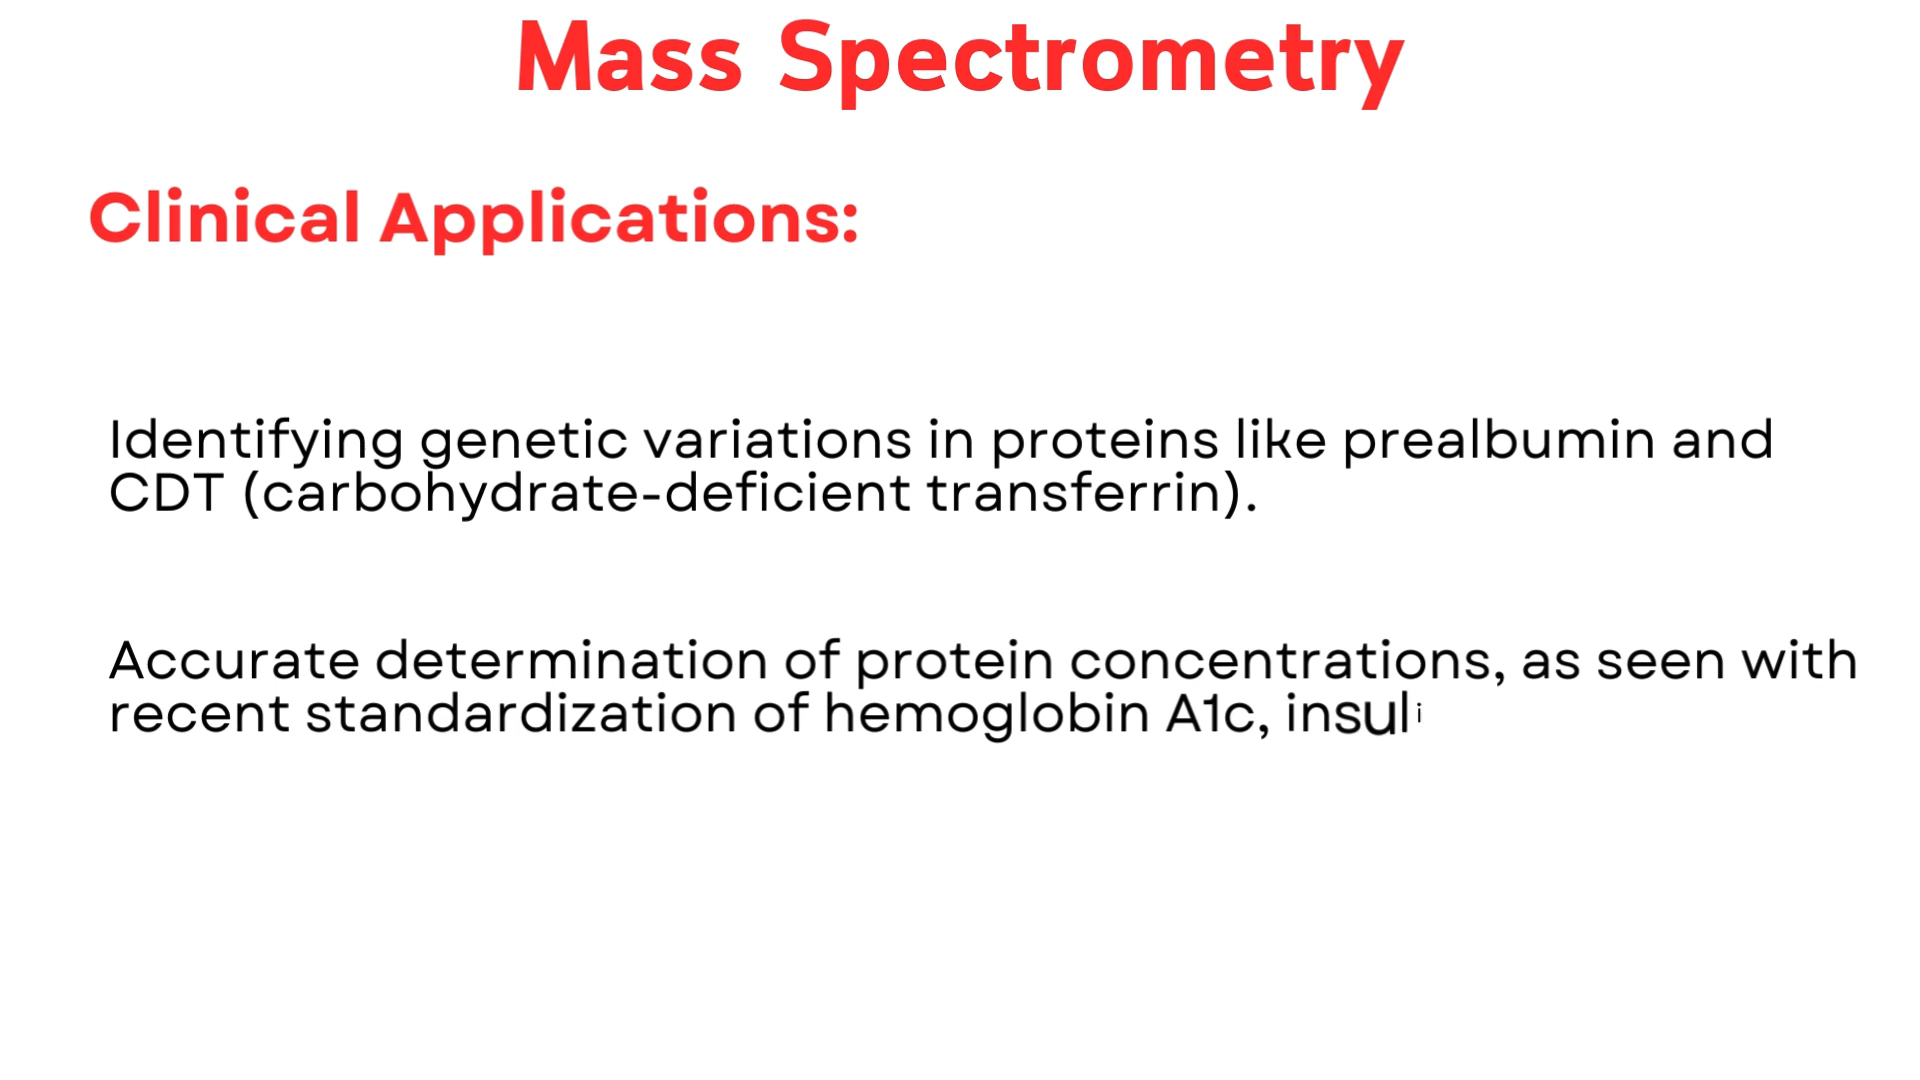 Mass Spectrometry
Clinical Applications:
Identifying genetic variations in proteins like prealbumin and
CDT (carbohydrate-deficient transferrin).
Accurate determination of protein concentrations, as seen with
recent standardization of hemoglobin A1c, insuli